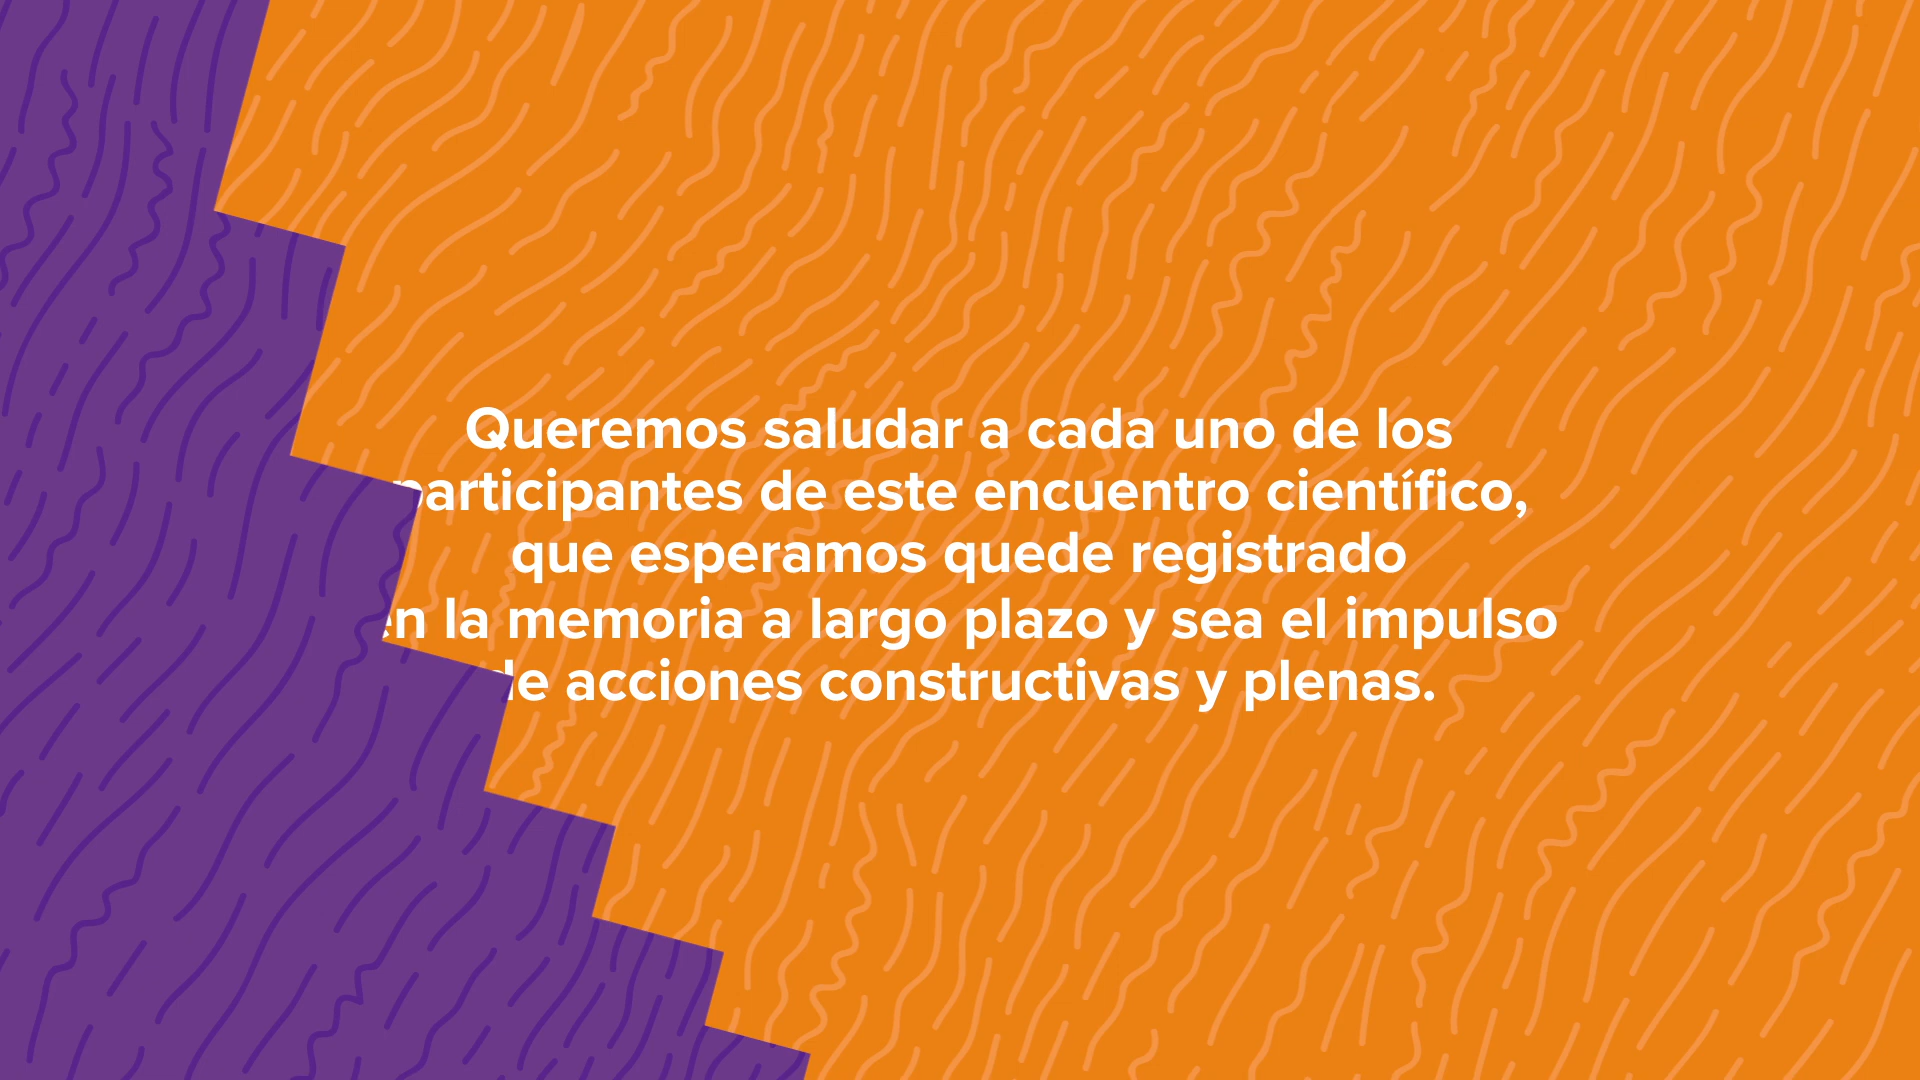 Queremos saludar a cada uno de los
participantes de este encuentro científico,
que esperamos quede registrado
en la memoria a largo plazo y sea el impulso
de acciones constructivas y plenas.